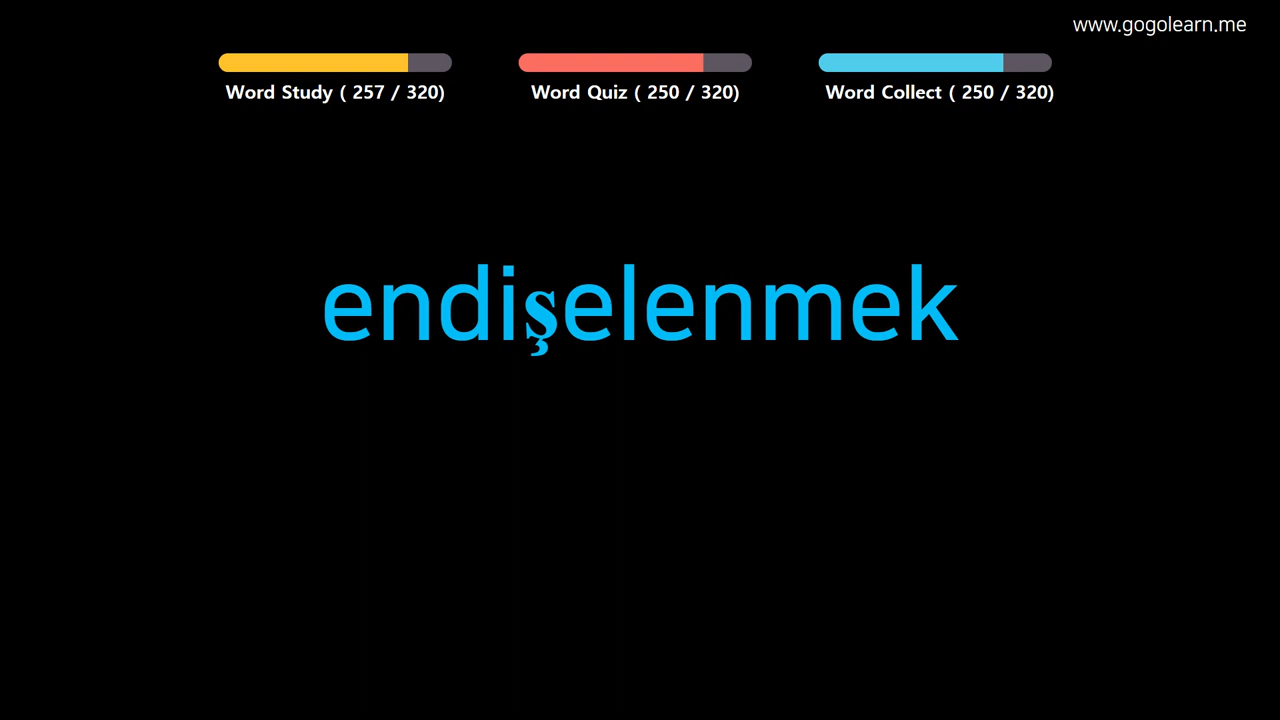 www.gogolearn.me
Word Study ( 257 / 320)
Word Quiz ( 250 / 320)
Word Collect ( 250 / 320)
endişelenmek